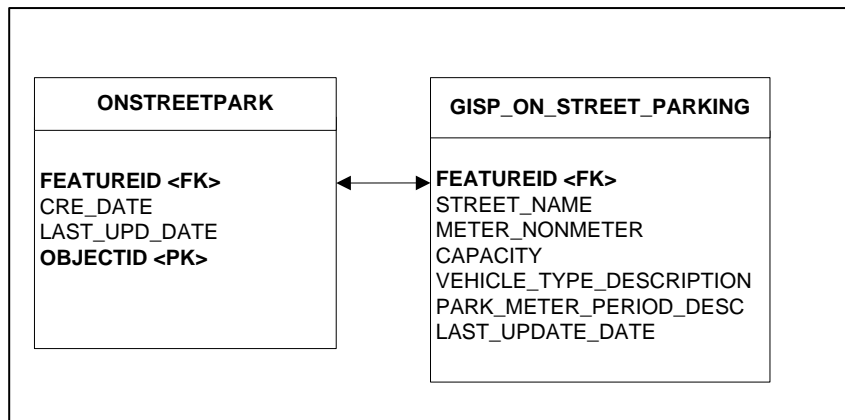 ONSTREETPARK
FEATUREID <FK>
CRE_DATE
LAST_UPD_DATE
OBJECTID <PK>
GISP_ON_STREET_PARKING
FEATUREID <FK>
STREET_NAME
METER_NONMETER
CAPACITY
VEHICLE_TYPE_DESCRIPTION
PARK_METER_PERIOD_DESC
LAST_UPDATE_DATE